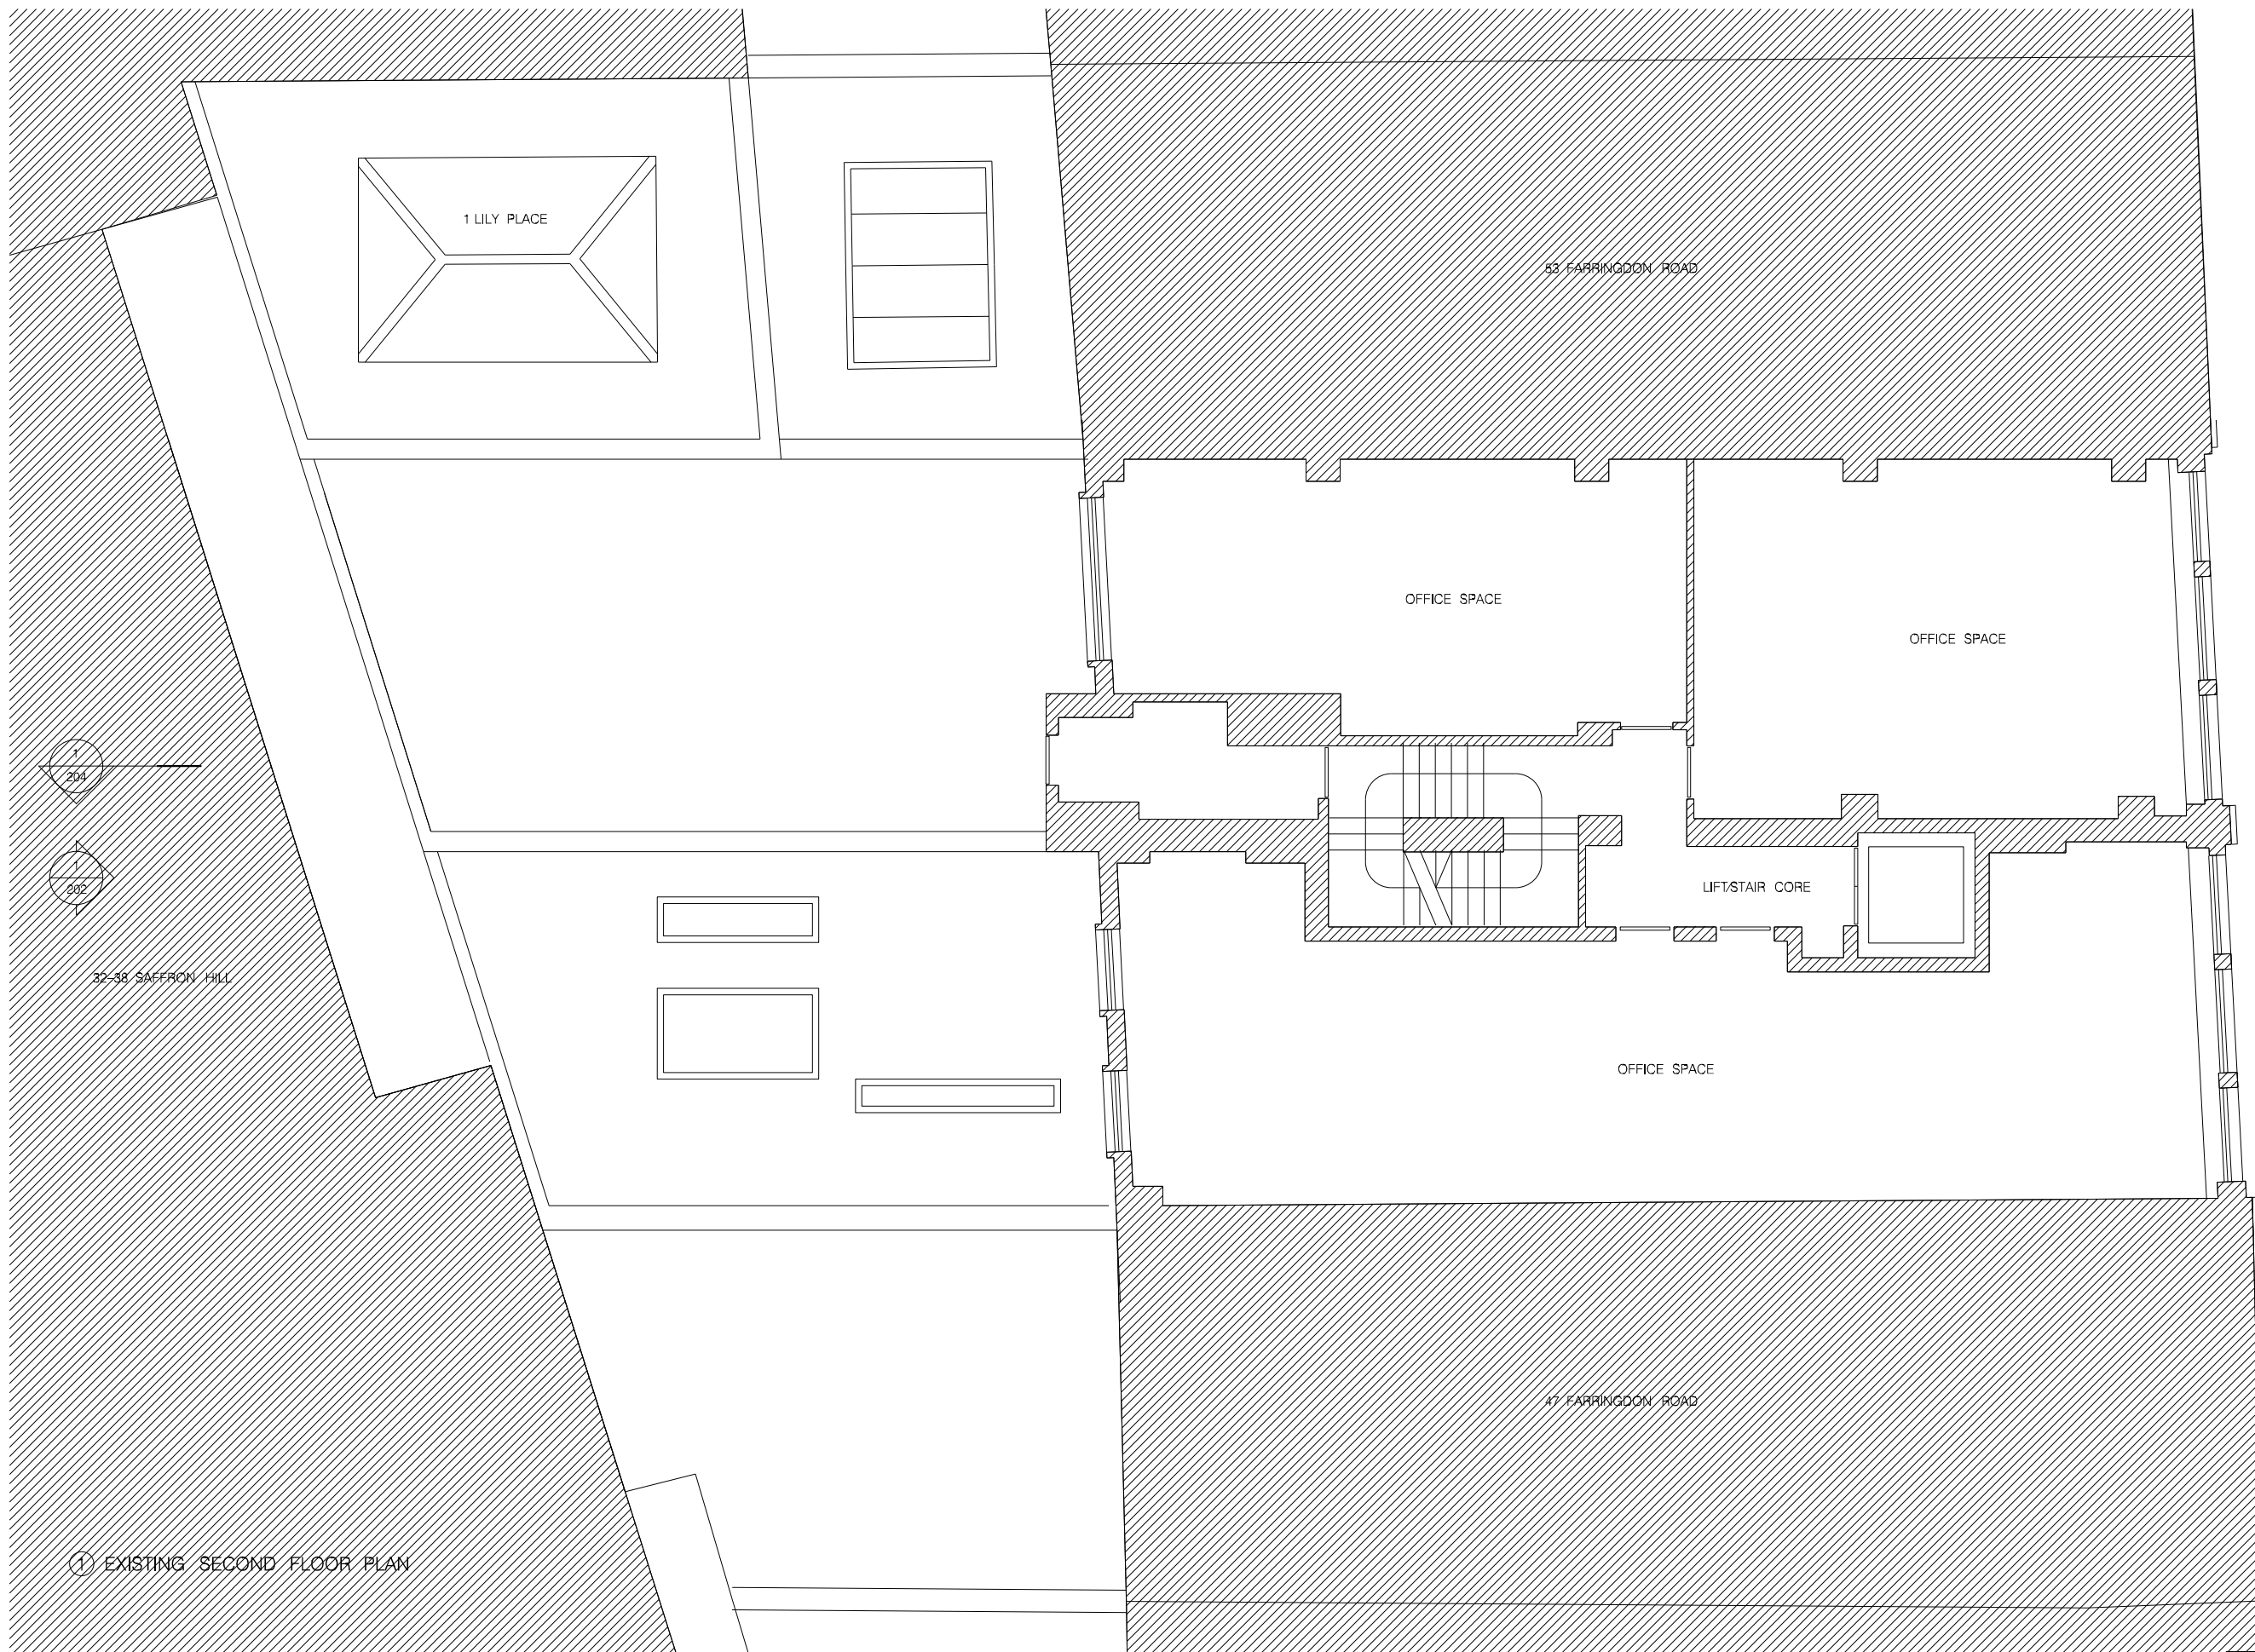 1 LILY PLACE
53 FARRINGDON ROAD
OFFICE SPACE
OFFICE SPACE
1
204
1
202
LIFT/STAIR CORE
32-38 SAFFRON HILL
OFFICE SPACE
47 FARRINGDON ROAD
1 EXISTING SECOND FLOOR PLAN